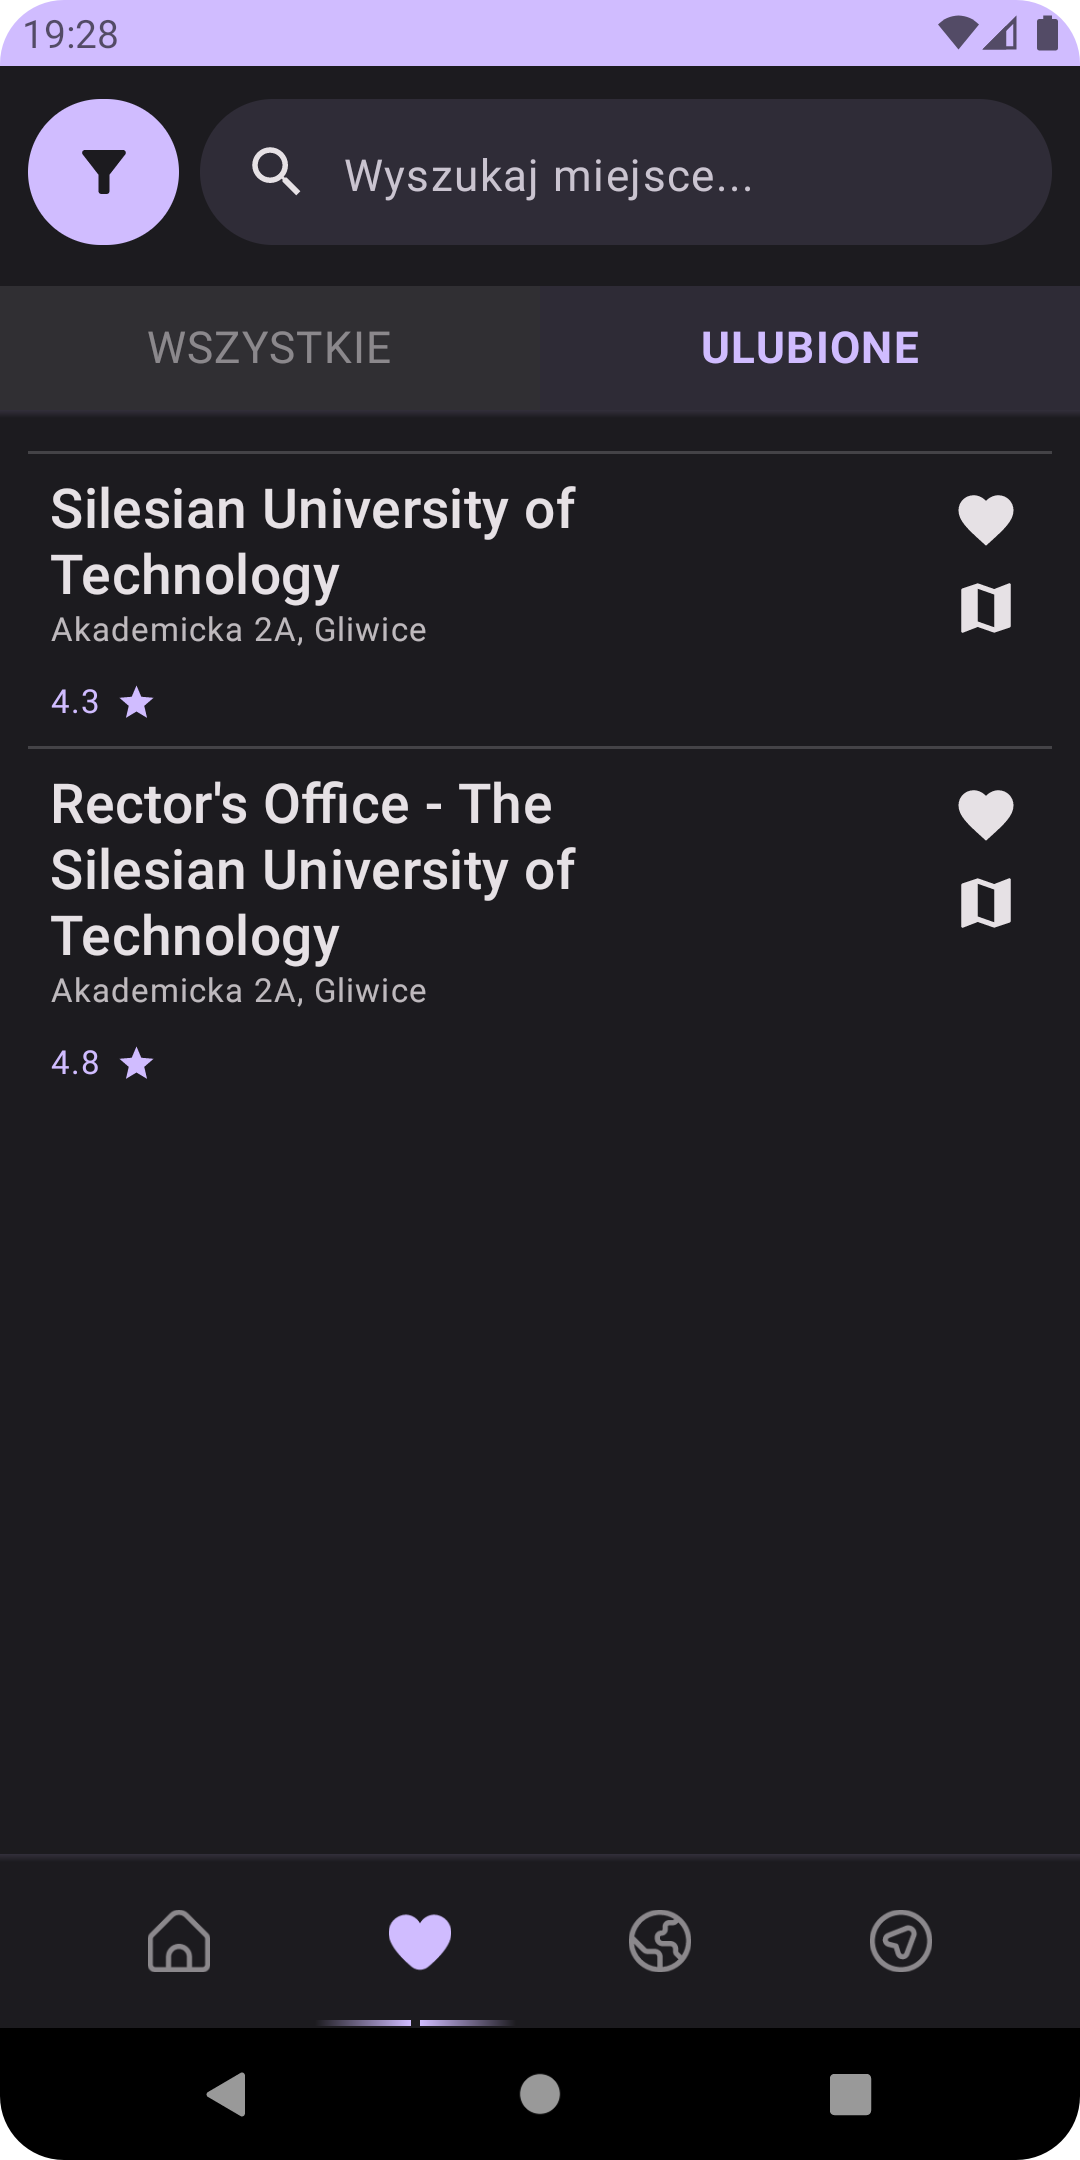 19:28
Wyszukaj miejsce...
WSZYSTKIE
ULUBIONE
Silesian University of
Technology
Akademicka 2A, Gliwice
4.3
Rector's Office - The
Silesian University of
Technology
Akademicka 2A, Gliwice
4.8